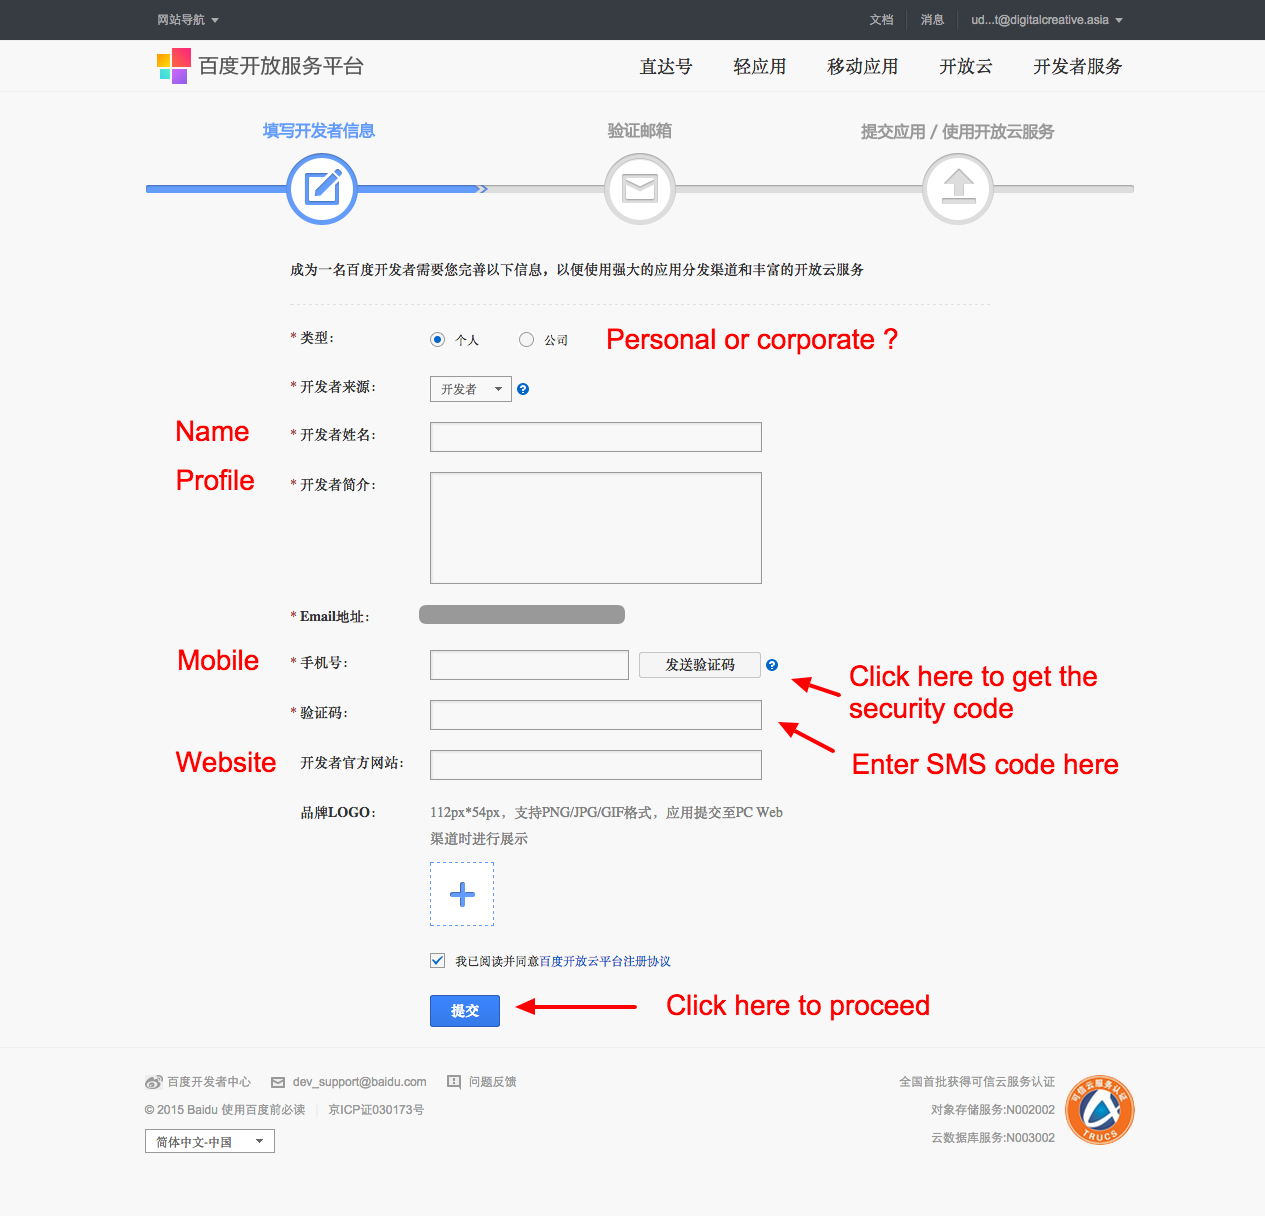 网站导航
文档
消息
ud...t@digitalcreative.asia
百度开放服务平台
直达号
轻应用
移动应用
开放云
开发者服务
填写开发者信息
验证邮箱
提交应用 / 使用开放云服务
成为一名百度开发者需要您完善以下信息，以便使用强大的应用分发渠道和丰富的开放云服务
* 类型：
个人
公司
Personal or corporate ?
* 开发者来源：
开发者
Name
* 开发者姓名：
Profile
* 开发者简介：
* Email地址：
Mobile
* 手机号：
发送验证码
Click here to get the
security code
* 验证码：
Enter SMS code here
Website
开发者官方网站：
品牌LOGO：
112px*54px，支持PNG/JPG/GIF格式，应用提交至PC Web
渠道时进行展示
我已阅读并同意百度开放云平台注册协议
提交
Click here to proceed
百度开发者中心
dev_support@baidu.com
问题反馈
© 2015 Baidu 使用百度前必读
京ICP证030173号
简体中文-中国
全国首批获得可信云服务认证
对象存储服务:N002002
云数据库服务:N003002
可信云服务认证
TRUCS